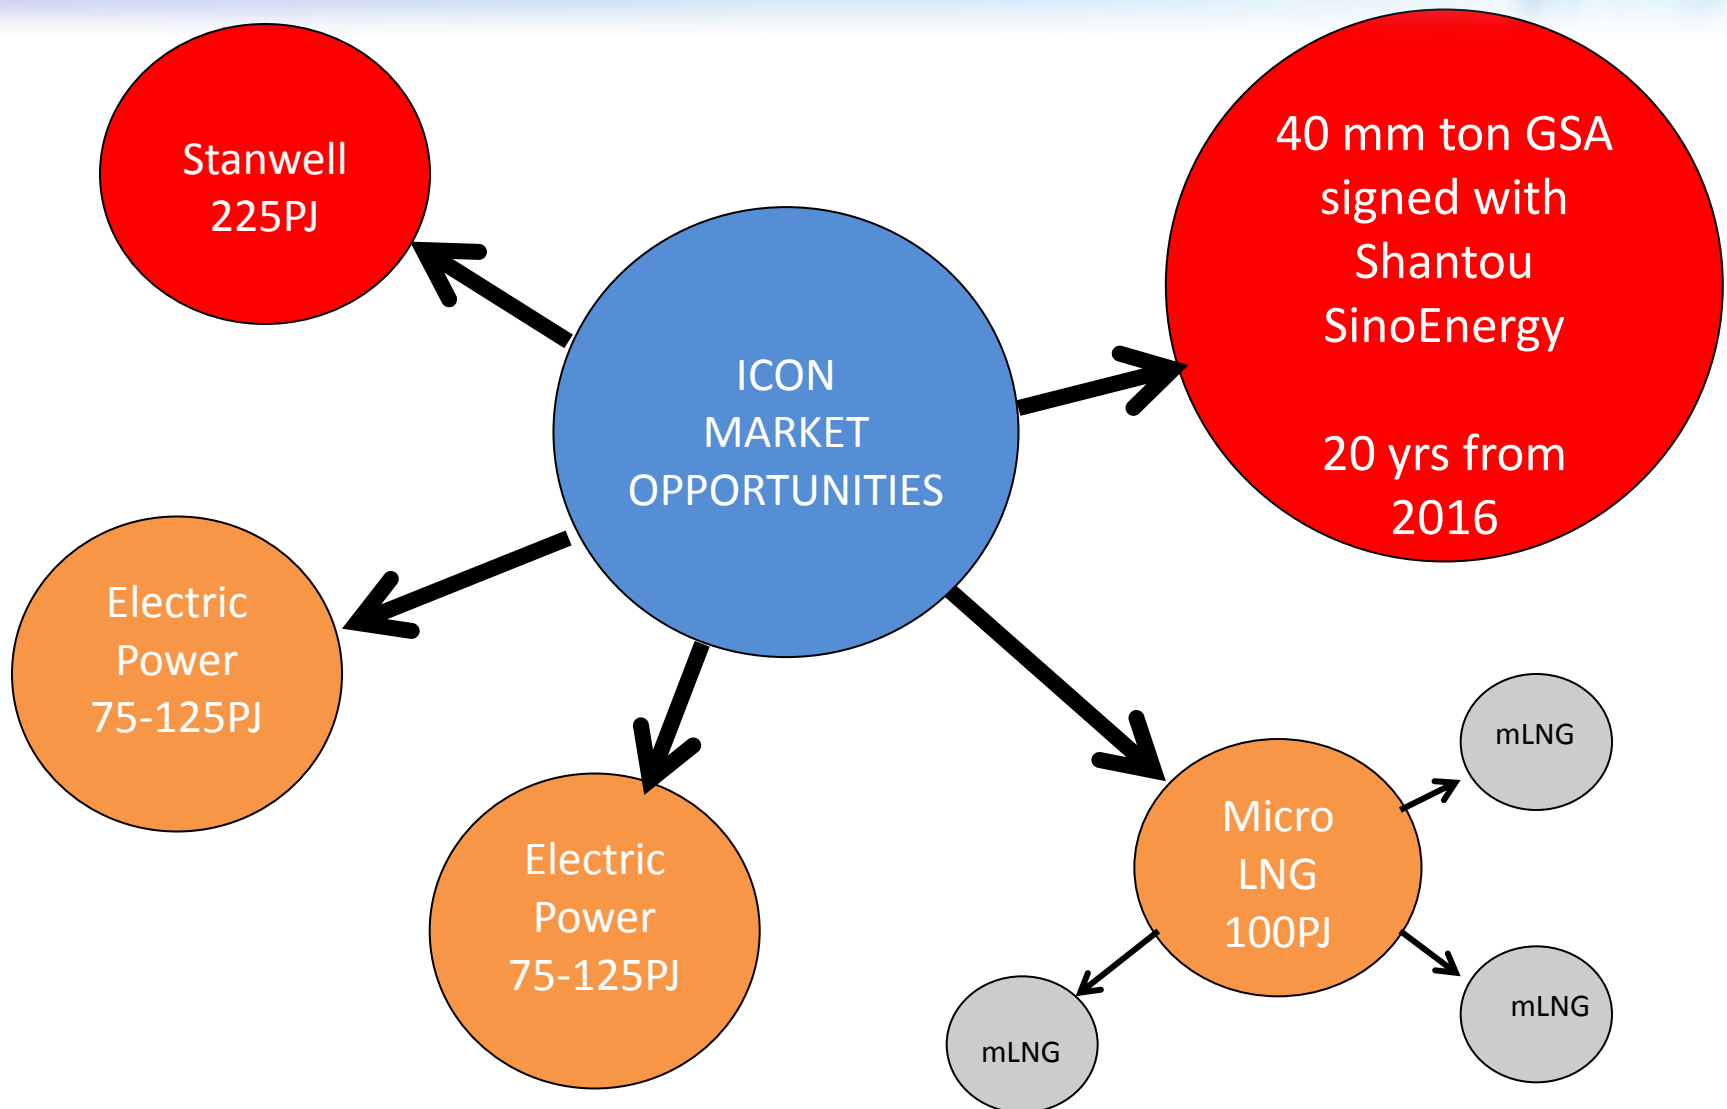 Stanwell
225PJ
40 mm ton GSA
signed with
Shantou
SinoEnergy
20 yrs from
2016
ICON
MARKET
OPPORTUNITIES
Electric
Power
75-125PJ
Electric
Power
75-125PJ
Micro
LNG
100PJ
mLNG
mLNG
mLNG